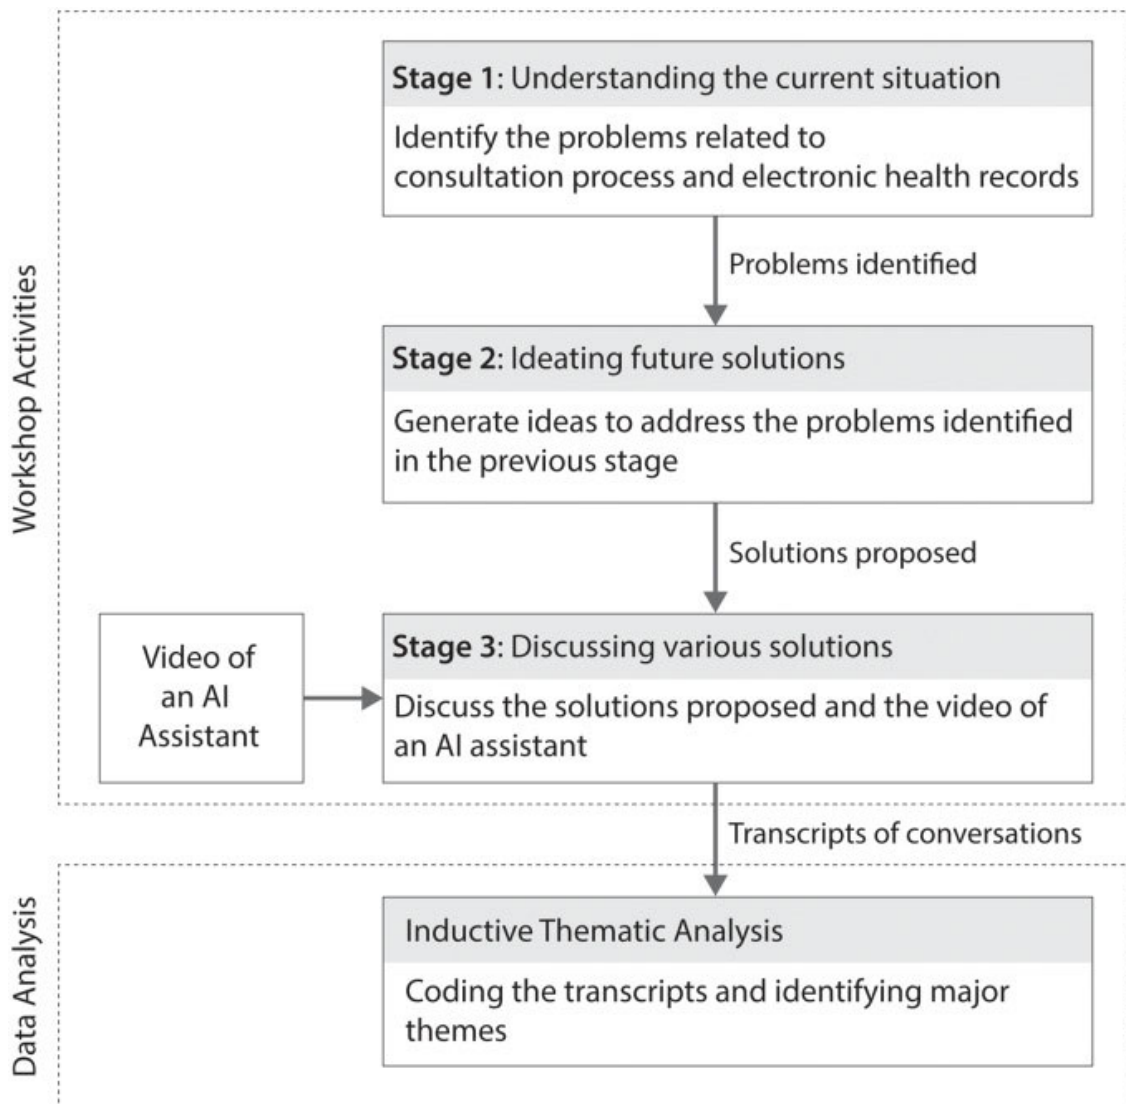 Workshop Activities
Stage 1: Understanding the current situation
Identify the problems related to
consultation process and electronic health records
Problems identified
Stage 2: Ideating future solutions
Generate ideas to address the problems identified
in the previous stage
Solutions proposed
Video of
an AI
Assistant
Stage 3: Discussing various solutions
Discuss the solutions proposed and the video of
an AI assistant
Transcripts of conversations
Data Analysis
Inductive Thematic Analysis
Coding the transcripts and identifying major
themes